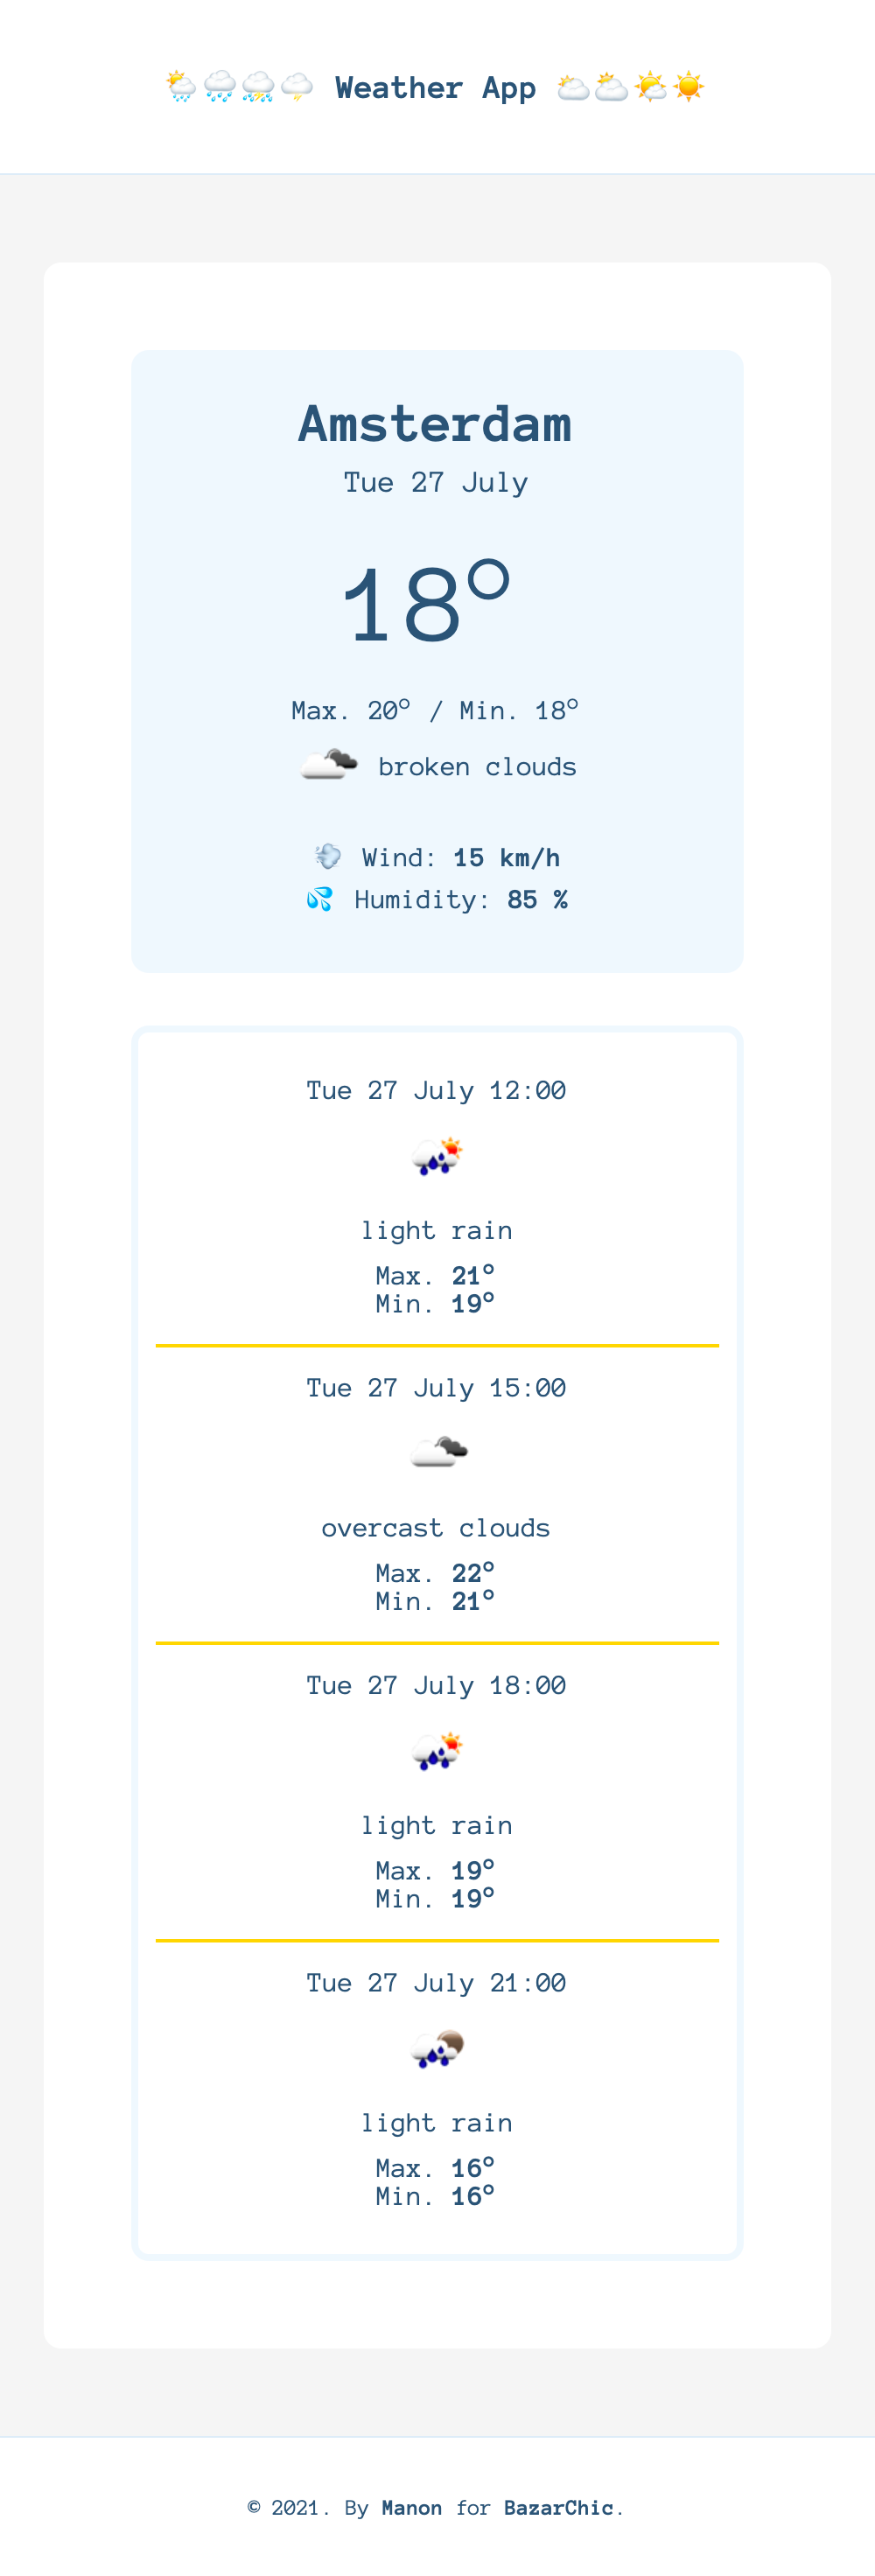 Weather App
Amsterdam
Tue 27 July
18°
Max. 20° / Min. 18°
broken clouds
Wind: 15 km/h
Humidity: 85 %
Tue 27 July 12:00
light rain
Max. 21°
Min. 19°
Tue 27 July 15:00
overcast clouds
Max. 22°
Min. 21°
Tue 27 July 18:00
light rain
Max. 19°
Min. 19°
Tue 27 July 21:00
light rain
Max. 16°
Min. 16°
© 2021. By Manon for BazarChic.